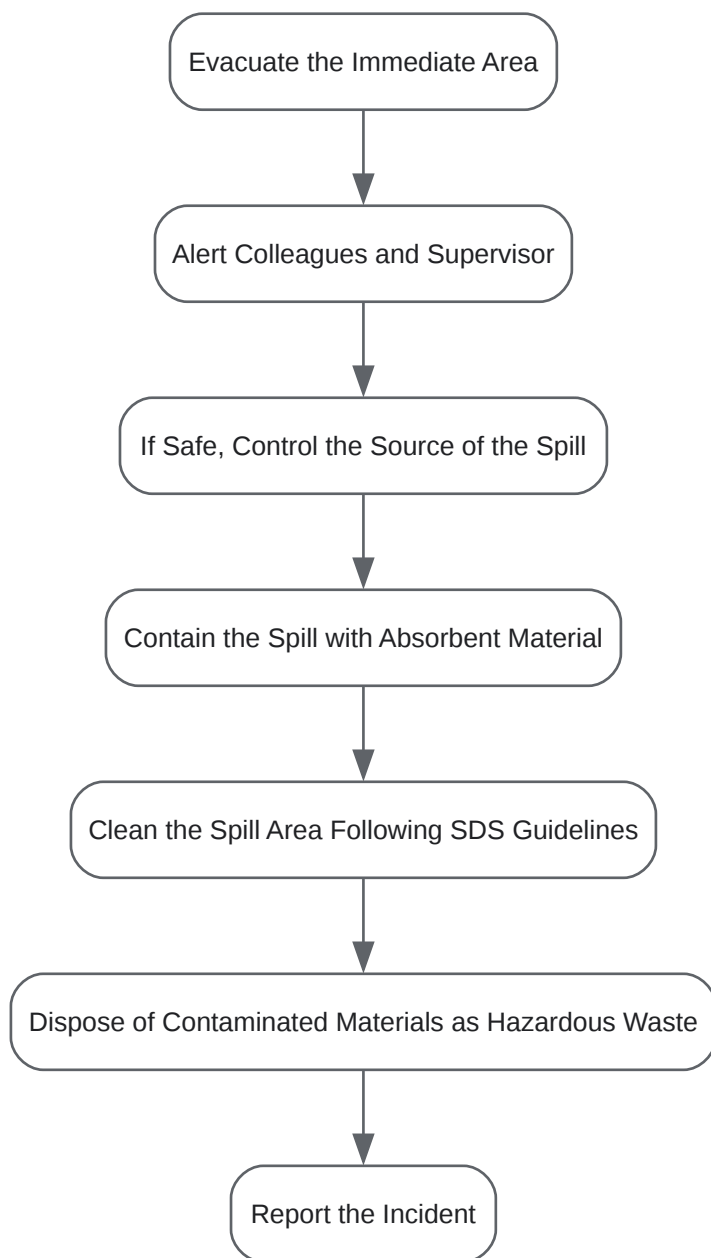 Evacuate the Immediate Area
Alert Colleagues and Supervisor
If Safe, Control the Source of the Spill
Contain the Spill with Absorbent Material
Clean the Spill Area Following SDS Guidelines
Dispose of Contaminated Materials as Hazardous Waste
Report the Incident